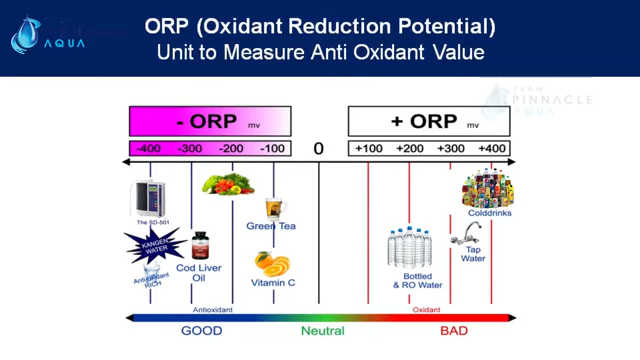 ORP (Oxidant Reduction Potential)
Unit to Measure Anti Oxidant Value
AQUA
TEAM
PINNACLE
AQUA
- ORP mv
+ ORP mv
-400 -300 -200 -100 0 +100 +200 +300 +400
The SD-501
Green Tea
Colddrinks
KANGEN
WATER
Antioxidant
RICH
Cod Liver
Oil
Vitamin C
Bottled
& RO Water
Tap
Water
Antioxidant Oxidant
GOOD Neutral BAD